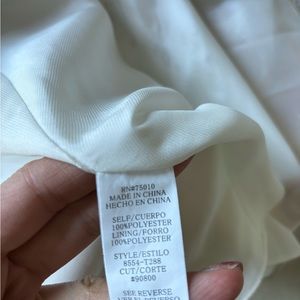 RN#75010
MADE IN CHINA
HECHO EN CHINA
SELF/CUERPO
100%POLYESTER
LINING/FORRO
100%POLYESTER
STYLE/ESTILO
8554-T288
CUT/CORTE
#90800
SEE REVERSE